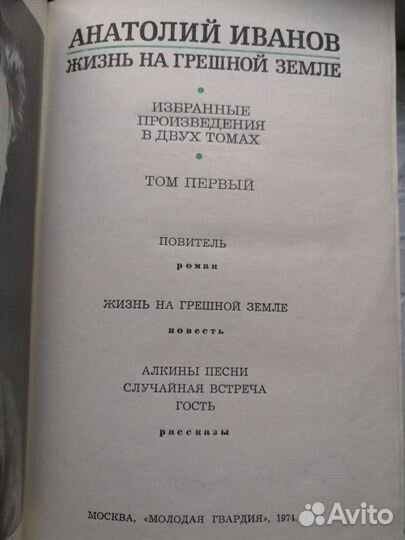 АНАТОЛИЙ ИВАНОВ
ЖИЗНЬ НА ГРЕШНОЙ ЗЕМЛЕ
ИЗБРАННЫЕ
ПРОИЗВЕДЕНИЯ
В ДВУХ ТОМАХ
ТОМ ПЕРВЫЙ
ПОВИТЕЛЬ
роман
ЖИЗНЬ НА ГРЕШНОЙ ЗЕМЛЕ
повесть
АЛКИНЫ ПЕСНИ
СЛУЧАЙНАЯ ВСТРЕЧА
ГОСТЬ
рассказы
МОСКВА, «МОЛОДАЯ ГВАРДИЯ», 1974.
Avito